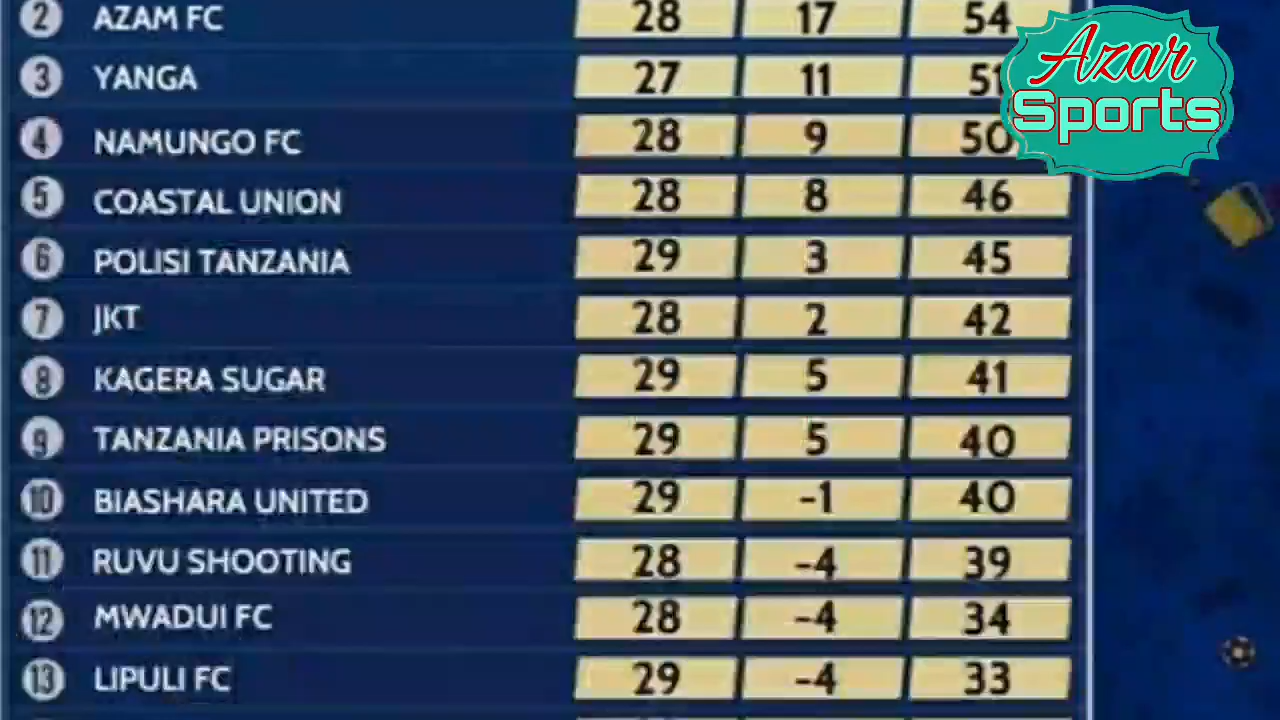 2 AZAM FC 28 17 54
3 YANGA 27 11 51
4 NAMUNGO FC 28 9 50
5 COASTAL UNION 28 8 46
6 POLISI TANZANIA 29 3 45
7 JKT 28 2 42
8 KAGERA SUGAR 29 5 41
9 TANZANIA PRISONS 29 5 40
10 BIASHARA UNITED 29 -1 40
11 RUVU SHOOTING 28 -4 39
12 MWADUI FC 28 -4 34
13 LIPULI FC 29 -4 33
Azar
Sports